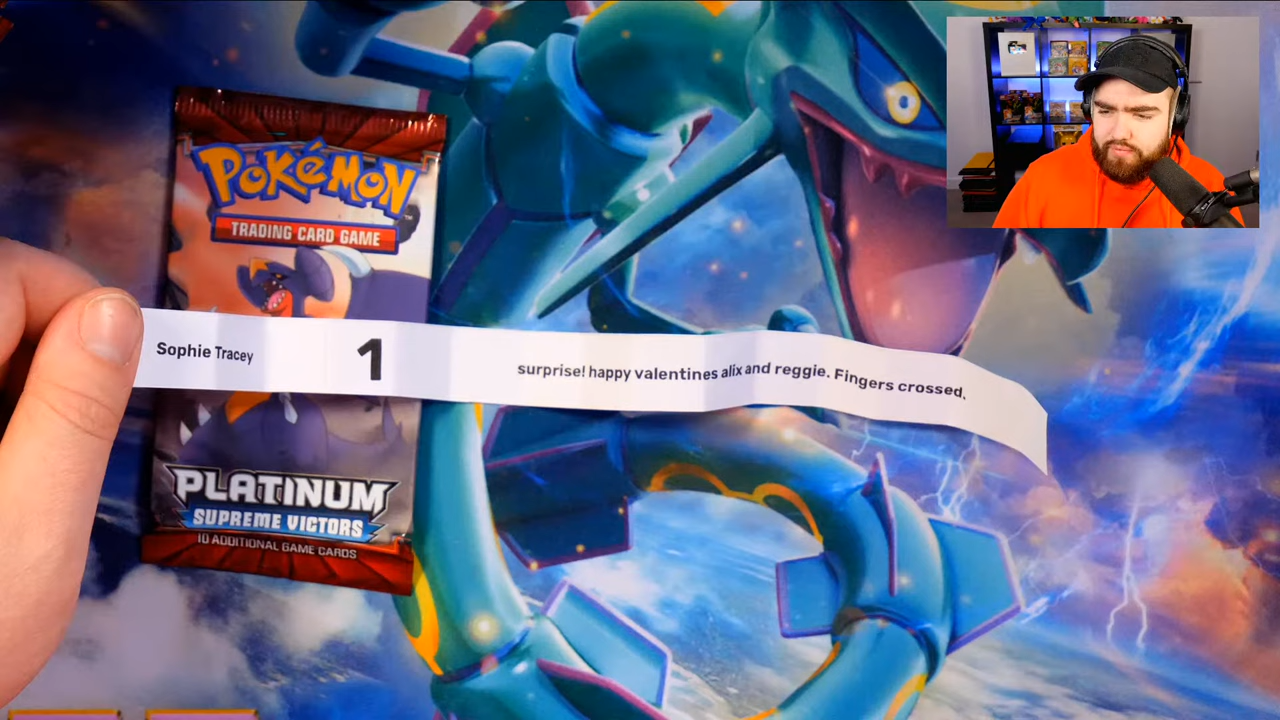 POKéMON
TRADING CARD GAME
Sophie Tracey
1
surprise! happy valentines alix and reggie. Fingers crossed,
PLATINUM
SUPREME VICTORS
10 ADDITIONAL GAME CARDS